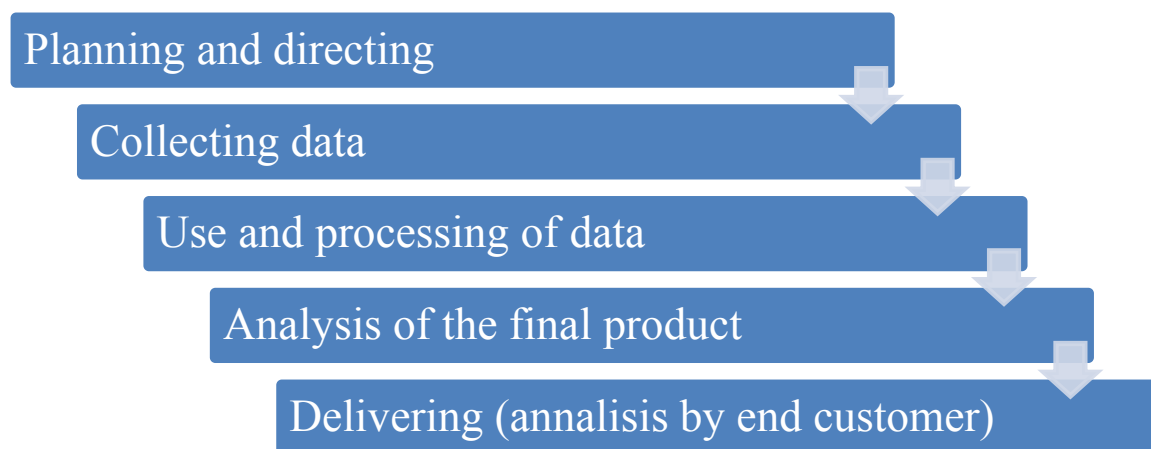 Planning and directing
Collecting data
Use and processing of data
Analysis of the final product
Delivering (annalisis by end customer)